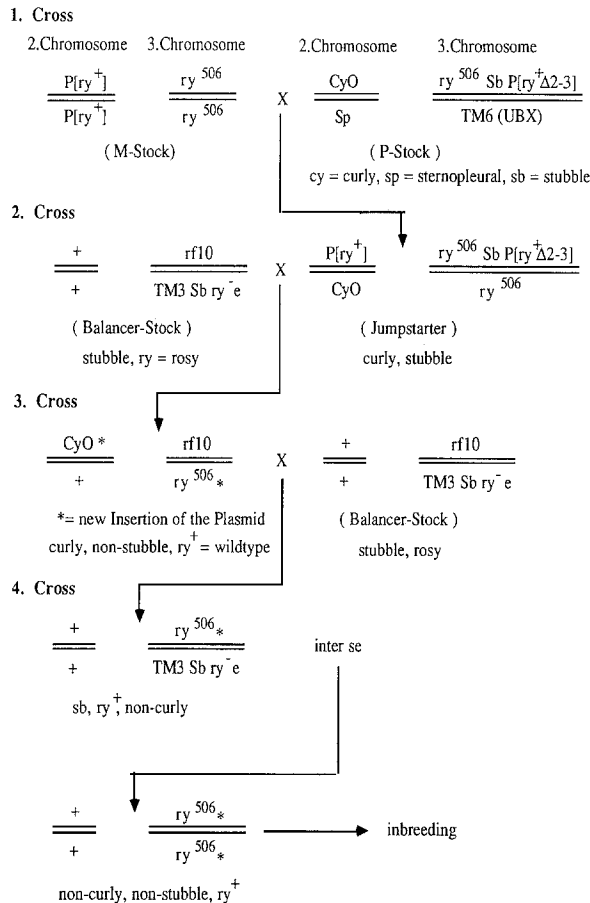 1. Cross
2.Chromosome 3.Chromosome 2.Chromosome 3.Chromosome
P[ry+] ry 506 CyO ry 506 Sb P[ry+Δ2-3]
X
P[ry+] ry 506 Sp TM6 (UBX)
( M-Stock) ( P-Stock )
cy = curly, sp = sternopleural, sb = stubble
2. Cross
+ rf10 P[ry+] ry 506 Sb P[ry+Δ2-3]
X
+ TM3 Sb ry-e CyO ry 506
( Balancer-Stock ) ( Jumpstarter )
stubble, ry = rosy curly, stubble
3. Cross
CyO * rf10 + rf10
X
+ ry 506 * + TM3 Sb ry-e
*= new Insertion of the Plasmid ( Balancer-Stock )
curly, non-stubble, ry+ = wildtype stubble, rosy
4. Cross
+ ry 506 *
inter se
+ TM3 Sb ry-e
sb, ry+, non-curly
+ ry 506 *
inbreeding
+ ry 506 *
non-curly, non-stubble, ry+